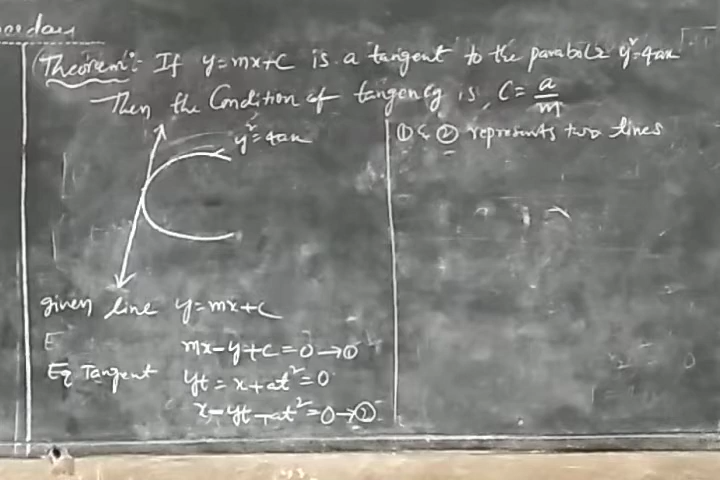 Theorem: If y=mx+c is a tangent to the parabola y²=4ax
Then the Condition of tangency is, C = a/m
y²=4ax
given line y=mx+c
E
mx-y+c=0→①
Eq Tangent yt = x+at²=0
x-yt-at²=0→②
① & ② represents two lines